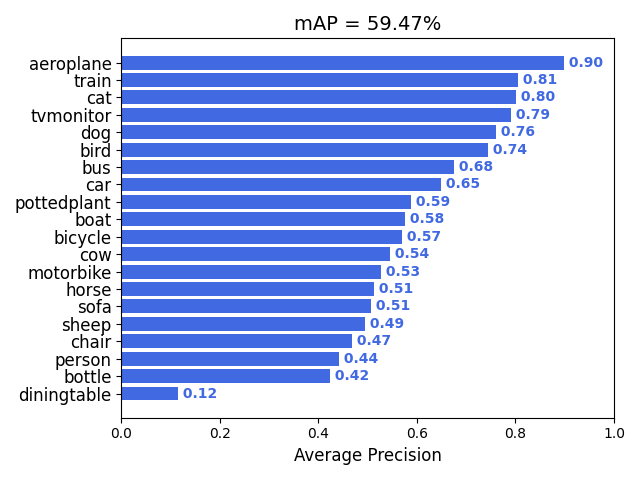 mAP = 59.47%
aeroplane 0.90
train 0.81
cat 0.80
tvmonitor 0.79
dog 0.76
bird 0.74
bus 0.68
car 0.65
pottedplant 0.59
boat 0.58
bicycle 0.57
cow 0.54
motorbike 0.53
horse 0.51
sofa 0.51
sheep 0.49
chair 0.47
person 0.44
bottle 0.42
diningtable 0.12
0.0 0.2 0.4 0.6 0.8 1.0
Average Precision